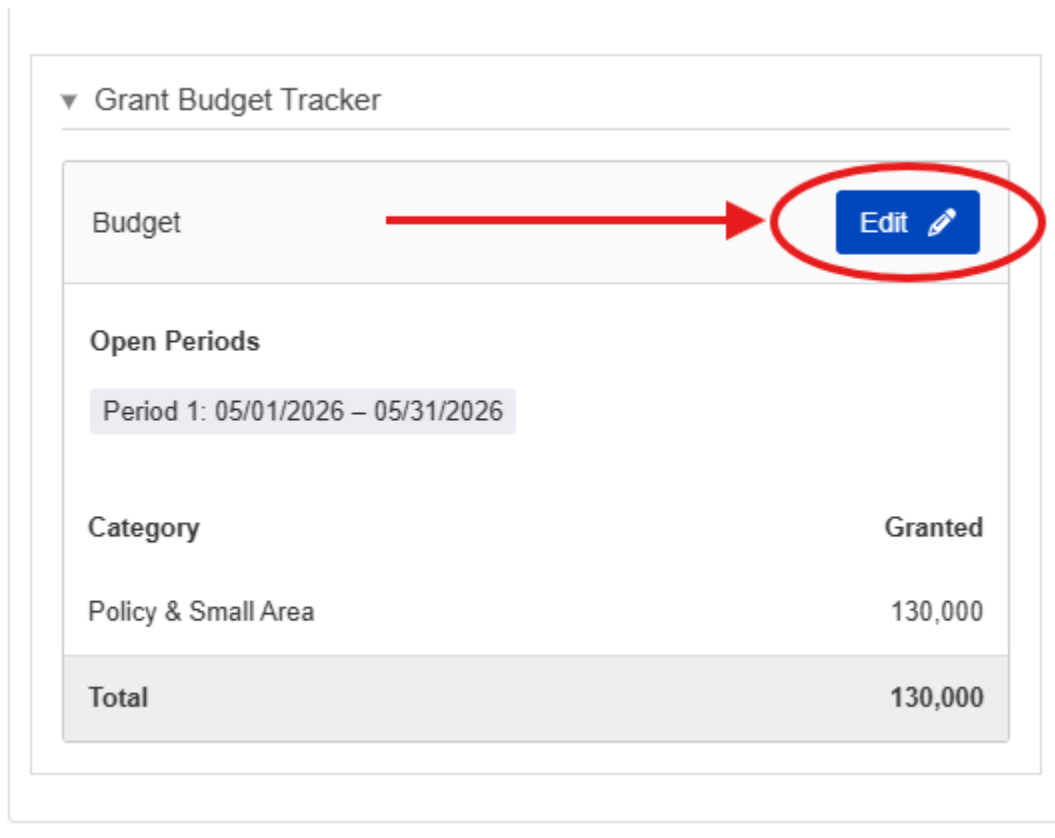 Grant Budget Tracker
Budget
Edit
Open Periods
Period 1: 05/01/2026 – 05/31/2026
Category Granted
Policy & Small Area 130,000
Total 130,000